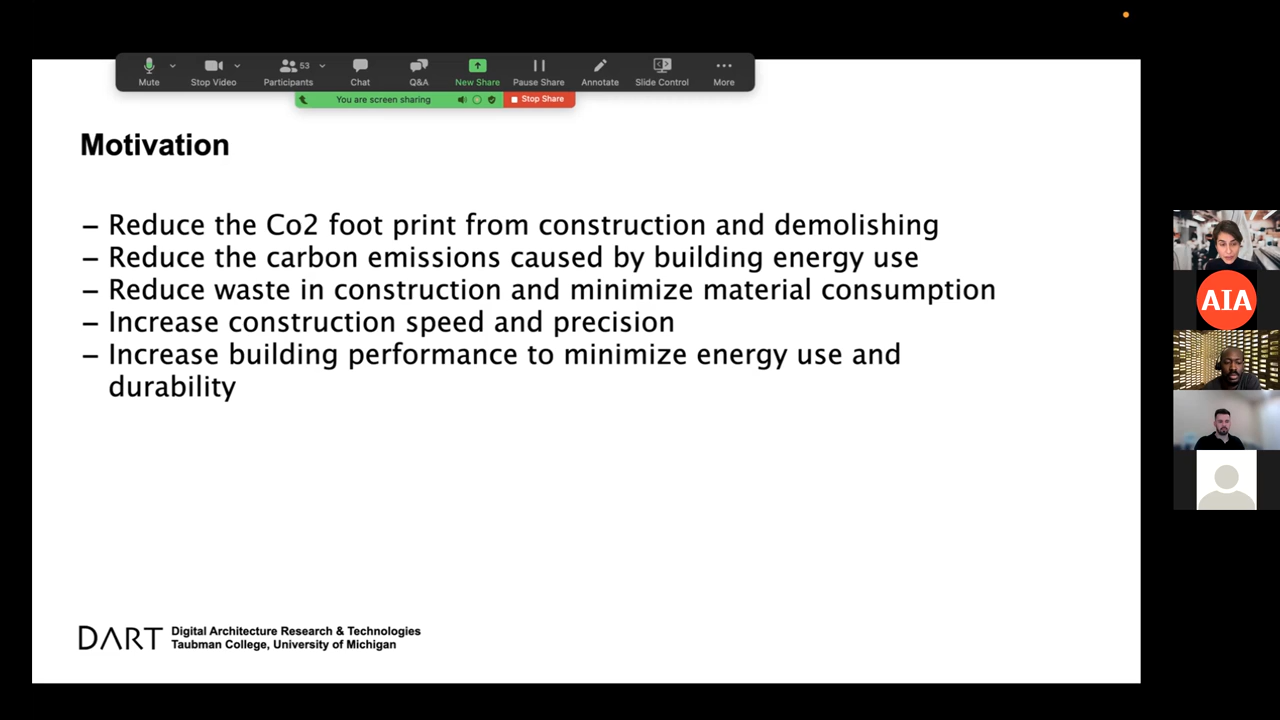 53
Mute
Stop Video
Participants
Chat
Q&A
New Share
Pause Share
Annotate
Slide Control
More
You are screen sharing
Stop Share
Motivation
– Reduce the Co2 foot print from construction and demolishing
– Reduce the carbon emissions caused by building energy use
– Reduce waste in construction and minimize material consumption
– Increase construction speed and precision
– Increase building performance to minimize energy use and
durability
AIA
DART
Digital Architecture Research & Technologies
Taubman College, University of Michigan